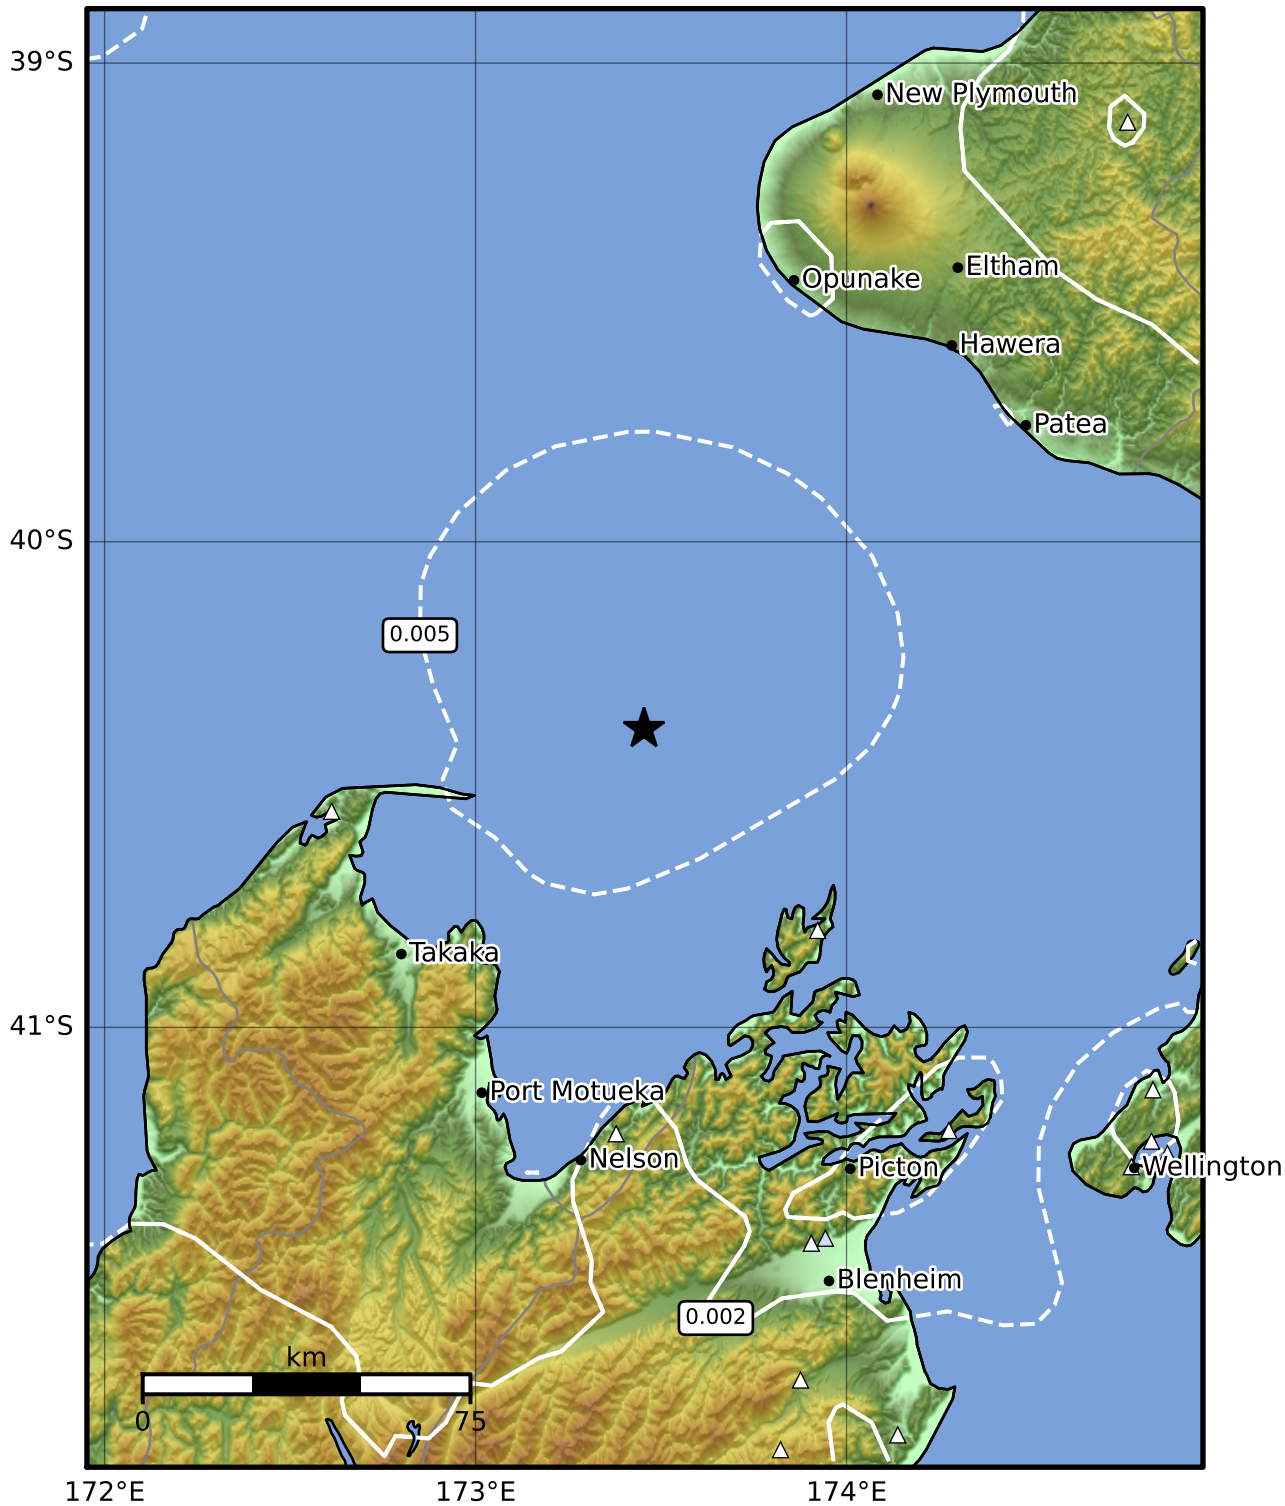 39°S
New Plymouth
Eltham
Opunake
Hawera
Patea
40°S
0.005
Takaka
41°S
Port Motueka
Nelson
Picton
Wellington
Blenheim
0.002
km
0
75
172°E
173°E
174°E